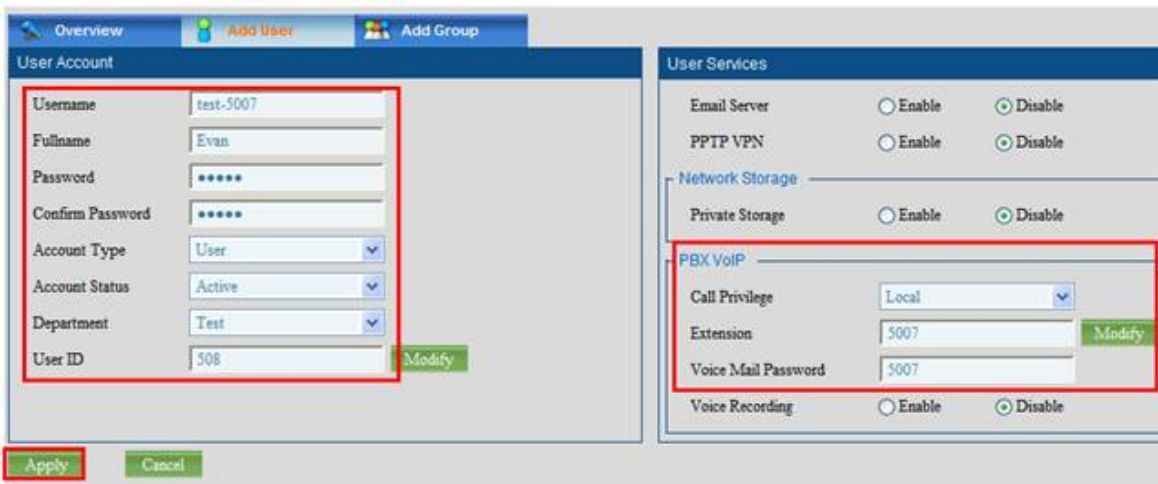 Overview Add User Add Group
User Account
Username test-5007
Fullname Evan
Password •••••
Confirm Password •••••
Account Type User
Account Status Active
Department Test
User ID 508 Modify
User Services
Email Server Enable Disable
PPTP VPN Enable Disable
Network Storage
Private Storage Enable Disable
PBX VoIP
Call Privilege Local
Extension 5007 Modify
Voice Mail Password 5007
Voice Recording Enable Disable
Apply Cancel